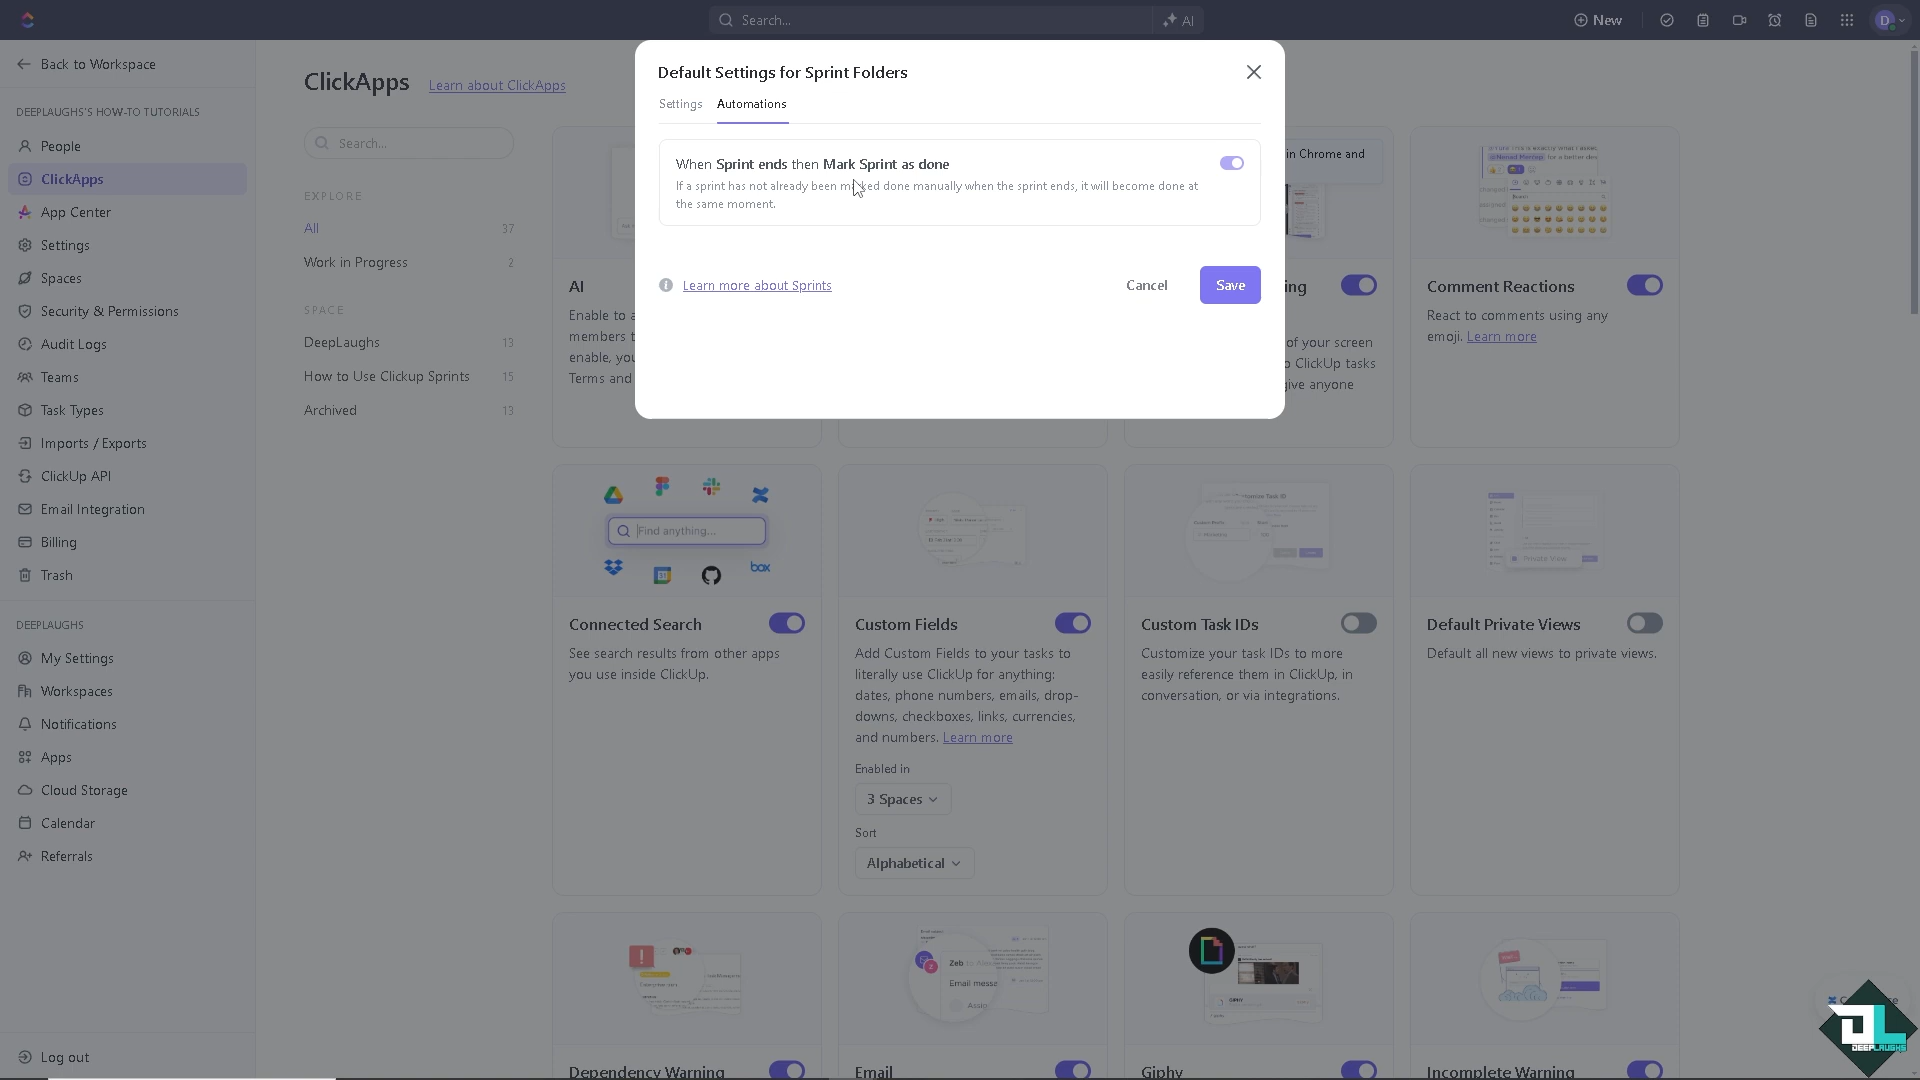 Search...
AI
New
D
Back to Workspace
DEEPLAUGHS'S HOW-TO TUTORIALS
People
ClickApps
App Center
Settings
Spaces
Security & Permissions
Audit Logs
Teams
Task Types
Imports / Exports
ClickUp API
Email Integration
Billing
Trash
DEEPLAUGHS
My Settings
Workspaces
Notifications
Apps
Cloud Storage
Calendar
Referrals
Log out
ClickApps
Learn about ClickApps
Search...
EXPLORE
All 37
Work in Progress 2
SPACE
DeepLaughs 13
How to Use Clickup Sprints 15
Archived 13
Default Settings for Sprint Folders
Settings
Automations
When Sprint ends then Mark Sprint as done
If a sprint has not already been marked done manually when the sprint ends, it will become done at
the same moment.
Learn more about Sprints
Cancel
Save
AI
Enable to a
members t
enable, you
Terms and
in Chrome and
ing
of your screen
o ClickUp tasks
give anyone
Comment Reactions
React to comments using any
emoji. Learn more
Find anything...
box
Connected Search
See search results from other apps
you use inside ClickUp.
Custom Fields
Add Custom Fields to your tasks to
literally use ClickUp for anything:
dates, phone numbers, emails, drop-
downs, checkboxes, links, currencies,
and numbers. Learn more
Enabled in
3 Spaces
Sort
Alphabetical
Custom Task IDs
Customize your task IDs to more
easily reference them in ClickUp, in
conversation, or via integrations.
Private View
Default Private Views
Default all new views to private views.
Zeb
Email messa
Assig
GIPHY
Dependency Warning
Email
Giphy
Incomplete Warning
DL
DEEPLAUGHS